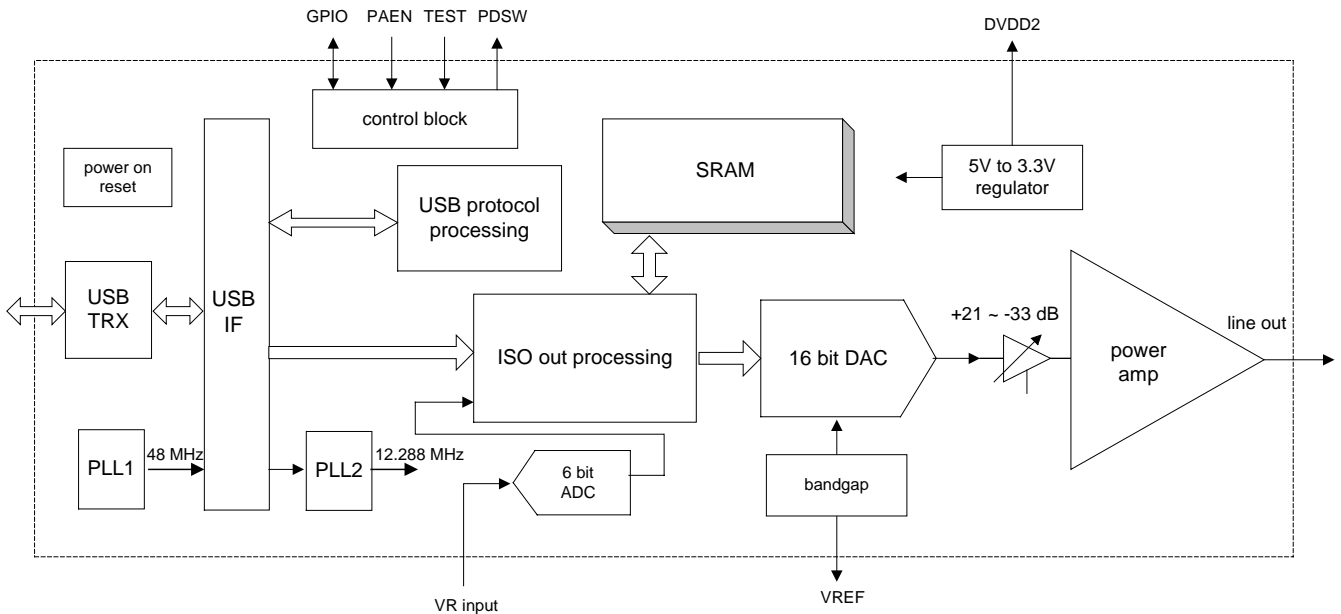 GPIO PAEN TEST PDSW
DVDD2
control block
power on
reset
SRAM
5V to 3.3V
regulator
USB protocol
processing
USB
TRX
USB
IF
ISO out processing
16 bit DAC
+21 ~ -33 dB
power
amp
line out
PLL1
48 MHz
PLL2
12.288 MHz
6 bit
ADC
bandgap
VR input
VREF